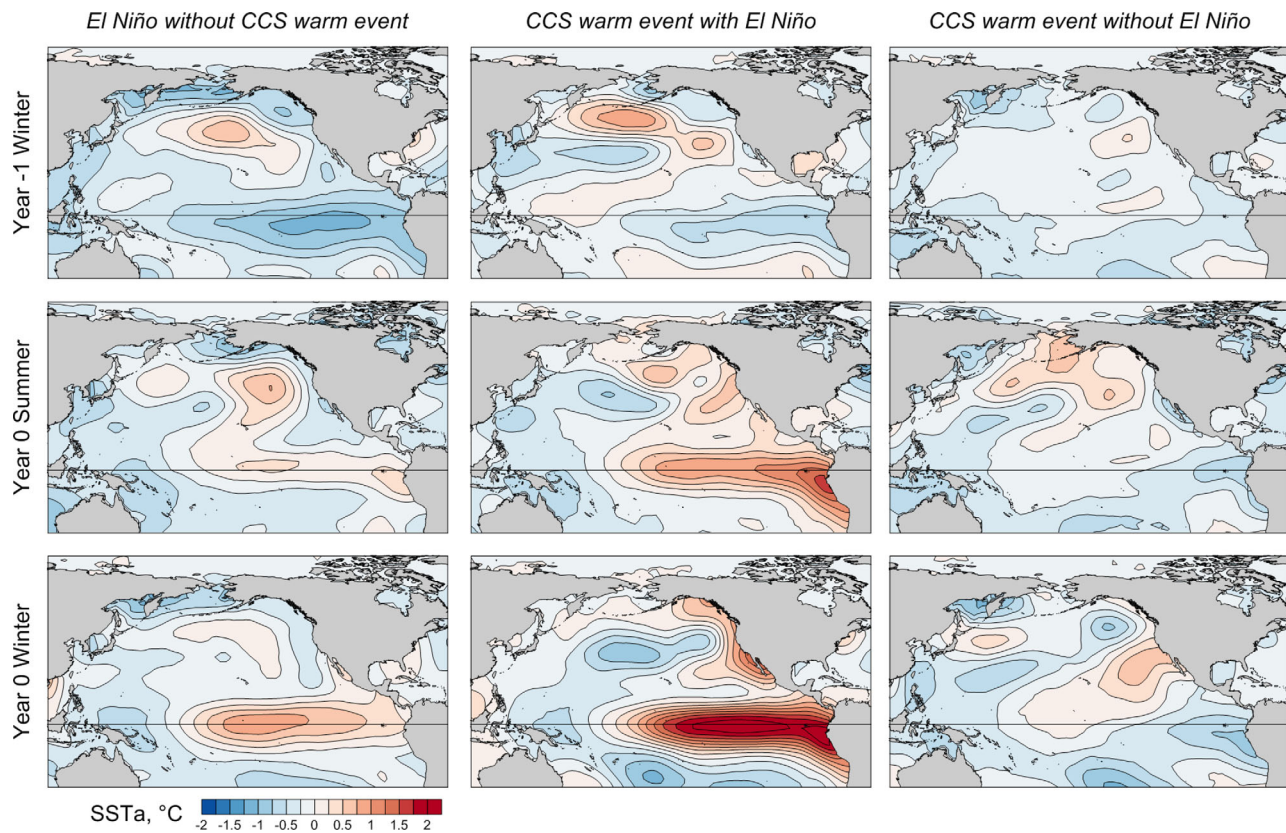 El Niño without CCS warm event
CCS warm event with El Niño
CCS warm event without El Niño
Year -1 Winter
Year 0 Summer
Year 0 Winter
SSTa, °C
-2 -1.5 -1 -0.5 0 0.5 1 1.5 2